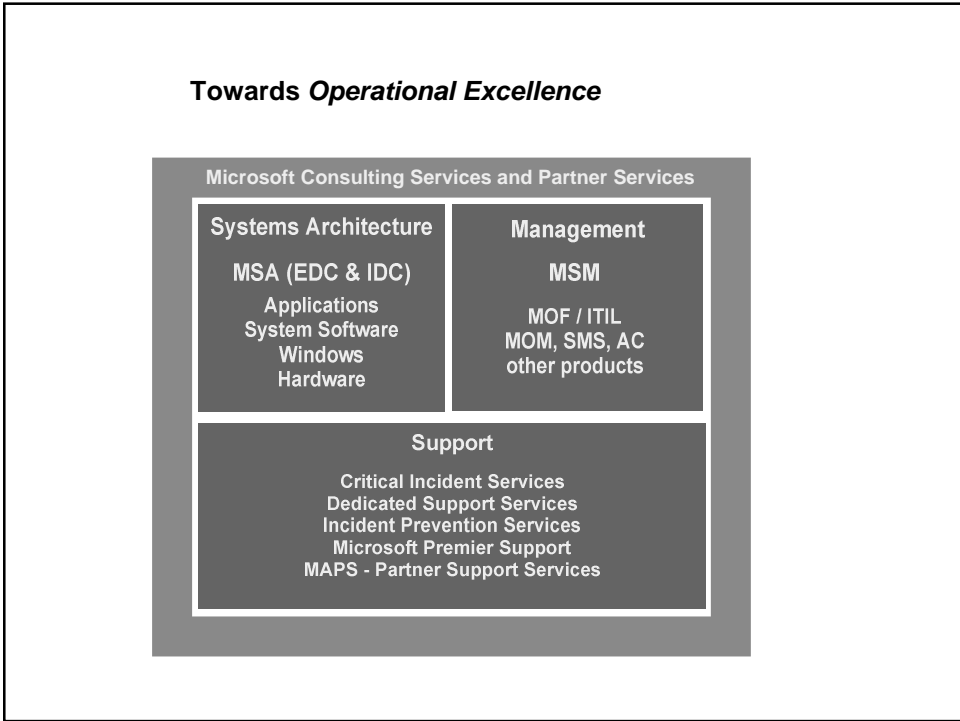 Towards Operational Excellence
Microsoft Consulting Services and Partner Services
Systems Architecture
MSA (EDC & IDC)
Applications
System Software
Windows
Hardware
Management
MSM
MOF / ITIL
MOM, SMS, AC
other products
Support
Critical Incident Services
Dedicated Support Services
Incident Prevention Services
Microsoft Premier Support
MAPS - Partner Support Services